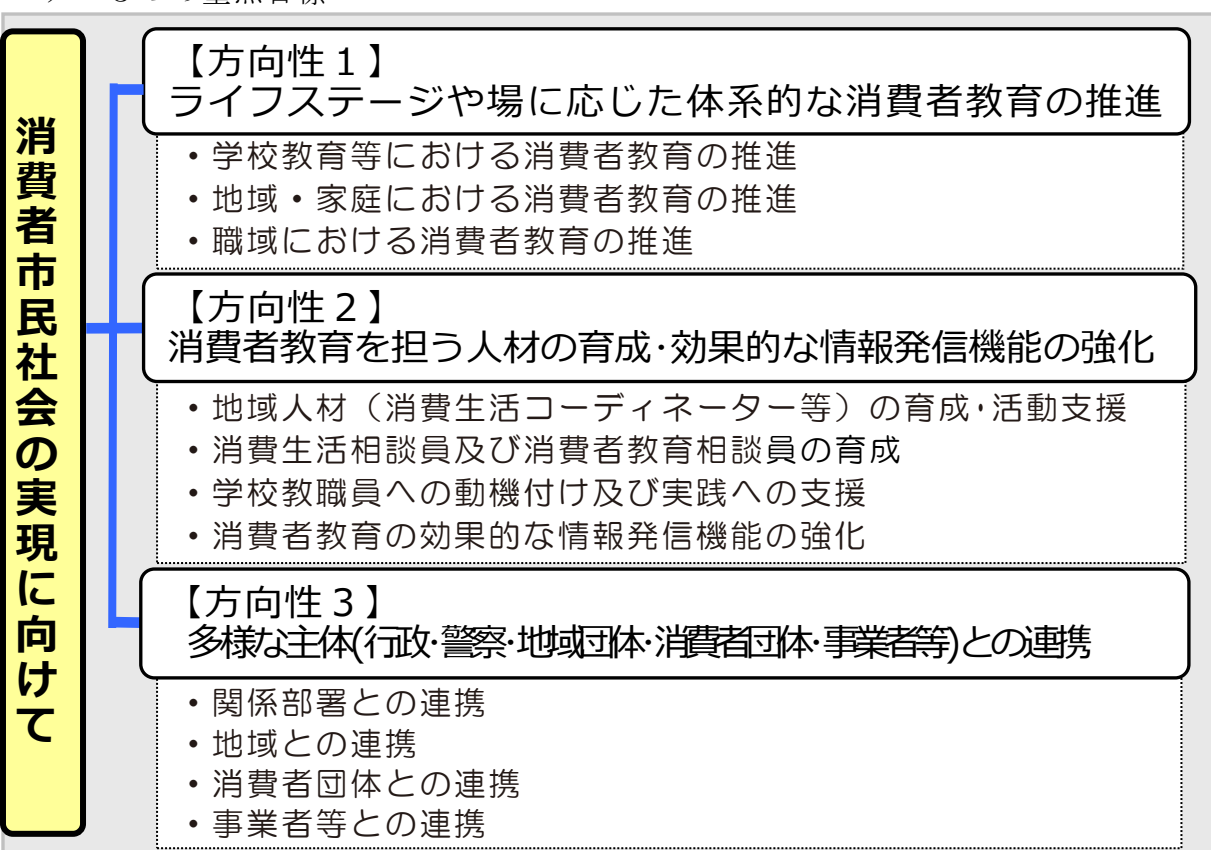 消費者市民社会の実現に向けて
【方向性１】
ライフステージや場に応じた体系的な消費者教育の推進
・学校教育等における消費者教育の推進
・地域・家庭における消費者教育の推進
・職域における消費者教育の推進
【方向性２】
消費者教育を担う人材の育成・効果的な情報発信機能の強化
・地域人材（消費生活コーディネーター等）の育成・活動支援
・消費生活相談員及び消費者教育相談員の育成
・学校教職員への動機付け及び実践への支援
・消費者教育の効果的な情報発信機能の強化
【方向性３】
多様な主体(行政・警察・地域団体・消費者団体・事業者等)との連携
・関係部署との連携
・地域との連携
・消費者団体との連携
・事業者等との連携